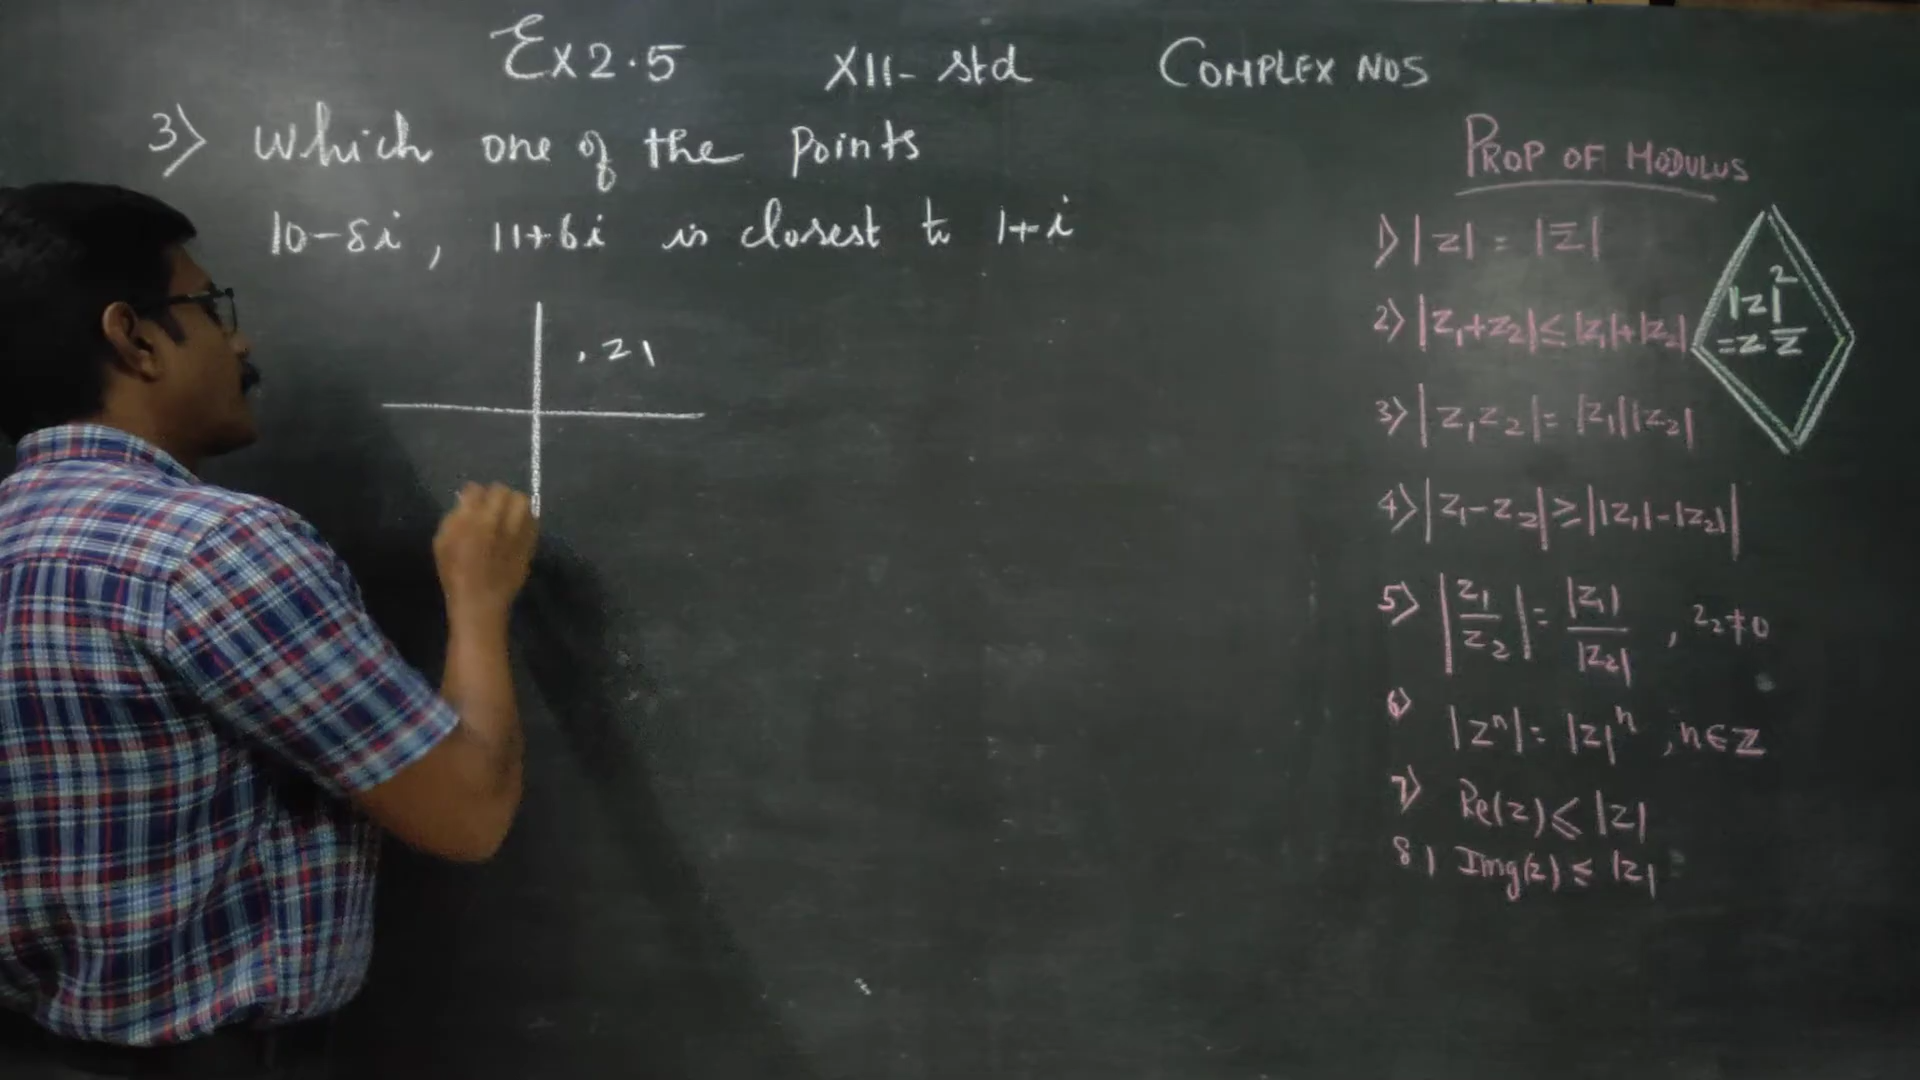 Ex 2.5 XII- std COMPLEX NOS
3) Which one of the points
10-8i, 11+6i is closest to 1+i
. z1
PROP OF MODULUS
1) |z| = |z̅|
2) |z₁+z₂| ≤ |z₁|+|z₂|
3) |z₁z₂| = |z₁||z₂|
4) |z₁-z₂| ≥ ||z₁|-|z₂||
5) |z₁/z₂| = |z₁|/|z₂| , z₂≠0
6) |zⁿ| = |z|ⁿ , n∈ℤ
7) Re(z) ≤ |z|
8) Img(z) ≤ |z|
|z|²
= z z̅